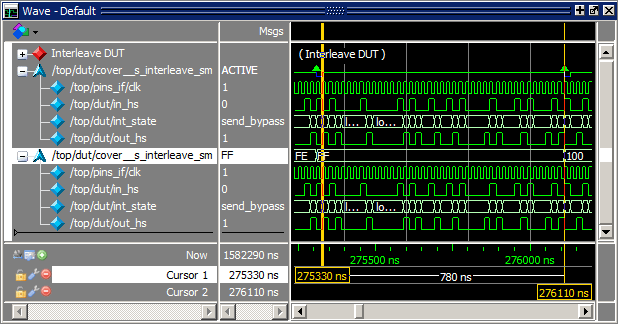 Wave - Default
Msgs
Interleave DUT
( Interleave DUT )
/top/dut/cover__s_interleave_sm ACTIVE
/top/pins_if/clk 1
/top/dut/in_hs 0
/top/dut/int_state send_bypass i... lo...
/top/dut/out_hs 1
/top/dut/cover__s_interleave_sm FF FE FF 100
/top/pins_if/clk 1
/top/dut/in_hs 0
/top/dut/int_state send_bypass i... lo...
/top/dut/out_hs 1
Now 1582290 ns 275500 ns 276000 ns
Cursor 1 275330 ns 275330 ns 780 ns
Cursor 2 276110 ns 276110 ns